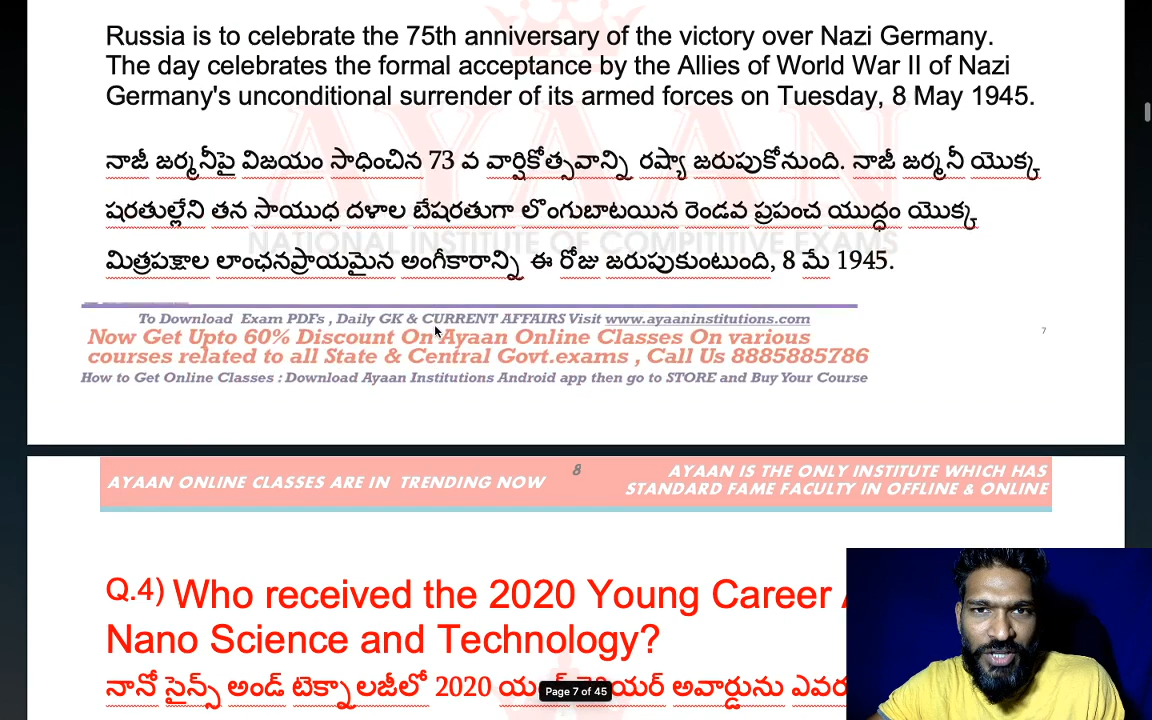 Russia is to celebrate the 75th anniversary of the victory over Nazi Germany.
The day celebrates the formal acceptance by the Allies of World War II of Nazi
Germany's unconditional surrender of its armed forces on Tuesday, 8 May 1945.
నాజీ జర్మనీపై విజయం సాధించిన 73 వ వార్షికోత్సవాన్ని రష్యా జరుపుకోనుంది. నాజీ జర్మనీ యొక్క
షరతుల్లేని తన సాయుధ దళాల బేషరతుగా లొంగుబాటయిన రెండవ ప్రపంచ యుద్ధం యొక్క
మిత్రపక్షాల లాంఛనప్రాయమైన అంగీకారాన్ని ఈ రోజు జరుపుకుంటుంది, 8 మే 1945.
AYAAN
NATIONAL INSTITUTE OF COMPITITIVE EXAMS
To Download Exam PDFs , Daily GK & CURRENT AFFAIRS Visit www.ayaaninstitutions.com
Now Get Upto 60% Discount On Ayaan Online Classes On various
7
courses related to all State & Central Govt.exams , Call Us 8885885786
How to Get Online Classes : Download Ayaan Institutions Android app then go to STORE and Buy Your Course
AYAAN ONLINE CLASSES ARE IN TRENDING NOW
8
AYAAN IS THE ONLY INSTITUTE WHICH HAS
STANDARD FAME FACULTY IN OFFLINE & ONLINE
Q.4) Who received the 2020 Young Career
Nano Science and Technology?
నానో సైన్స్ అండ్ టెక్నాలజీలో 2020 అవార్డును
Page 7 of 45